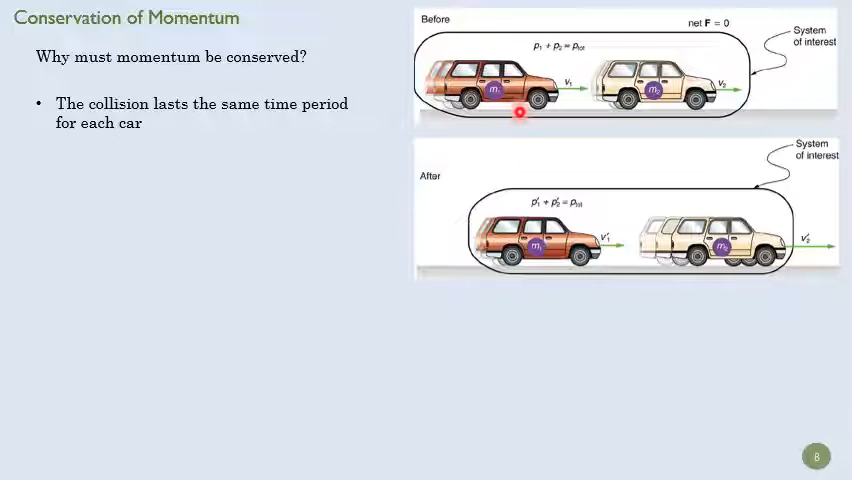 Conservation of Momentum
Why must momentum be conserved?
• The collision lasts the same time period
for each car
Before
net F = 0
System
of interest
p₁ + p₂ = pₜₒₜ
v₁
v₂
m₁
m₂
System
of interest
After
p′₁ + p′₂ = pₜₒₜ
v′₁
v′₂
m₁
m₂
8